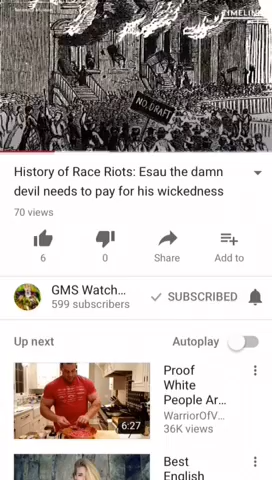 TIMELINE
NO DRAFT
History of Race Riots: Esau the damn
devil needs to pay for his wickedness
70 views
6
0
Share
Add to
GMS Watch...
599 subscribers
SUBSCRIBED
Up next
Autoplay
6:27
Proof
White
People Ar...
WarriorOfV...
36K views
Best
English